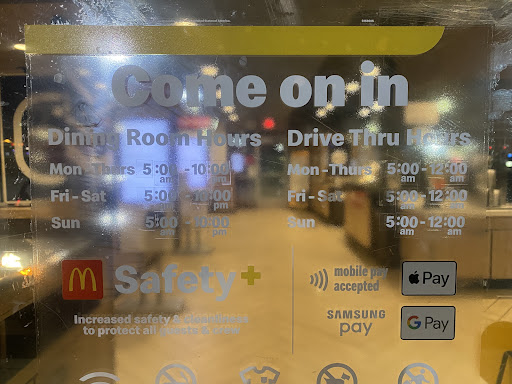 Come on in
Dining Room Hours
Mon - Thurs 5:00 am - 10:00 pm
Fri - Sat 5:00 am - 10:00 pm
Sun 5:00 am - 10:00 pm
Drive Thru Hours
Mon - Thurs 5:00 am - 12:00 am
Fri - Sat 5:00 am - 12:00 am
Sun 5:00 am - 12:00 am
Safety+
Increased safety & cleanliness
to protect all guests & crew
mobile pay
accepted
Pay
SAMSUNG
pay
G Pay